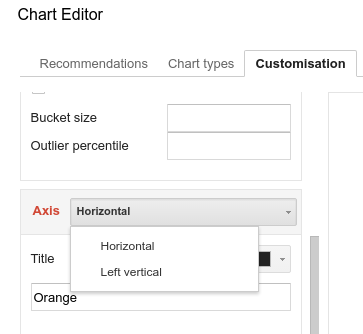 Chart Editor
Recommendations Chart types Customisation
Bucket size
Outlier percentile
Axis Horizontal
Horizontal
Title
Left vertical
Orange